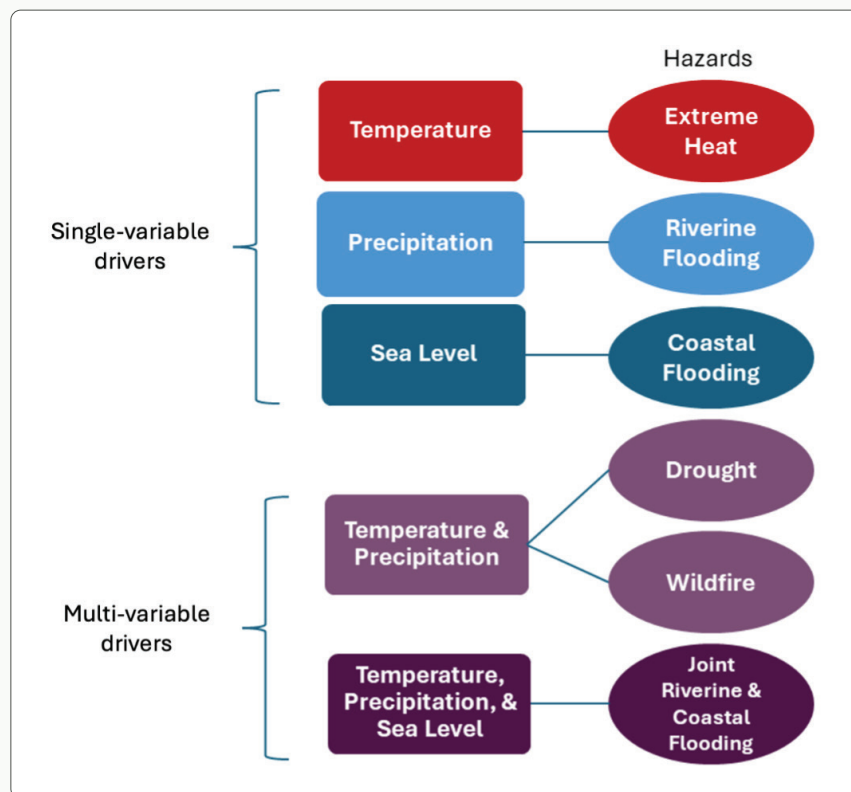 Hazards
Single-variable
drivers
Temperature
Extreme
Heat
Precipitation
Riverine
Flooding
Sea Level
Coastal
Flooding
Multi-variable
drivers
Temperature &
Precipitation
Drought
Wildfire
Temperature,
Precipitation, &
Sea Level
Joint
Riverine &
Coastal
Flooding